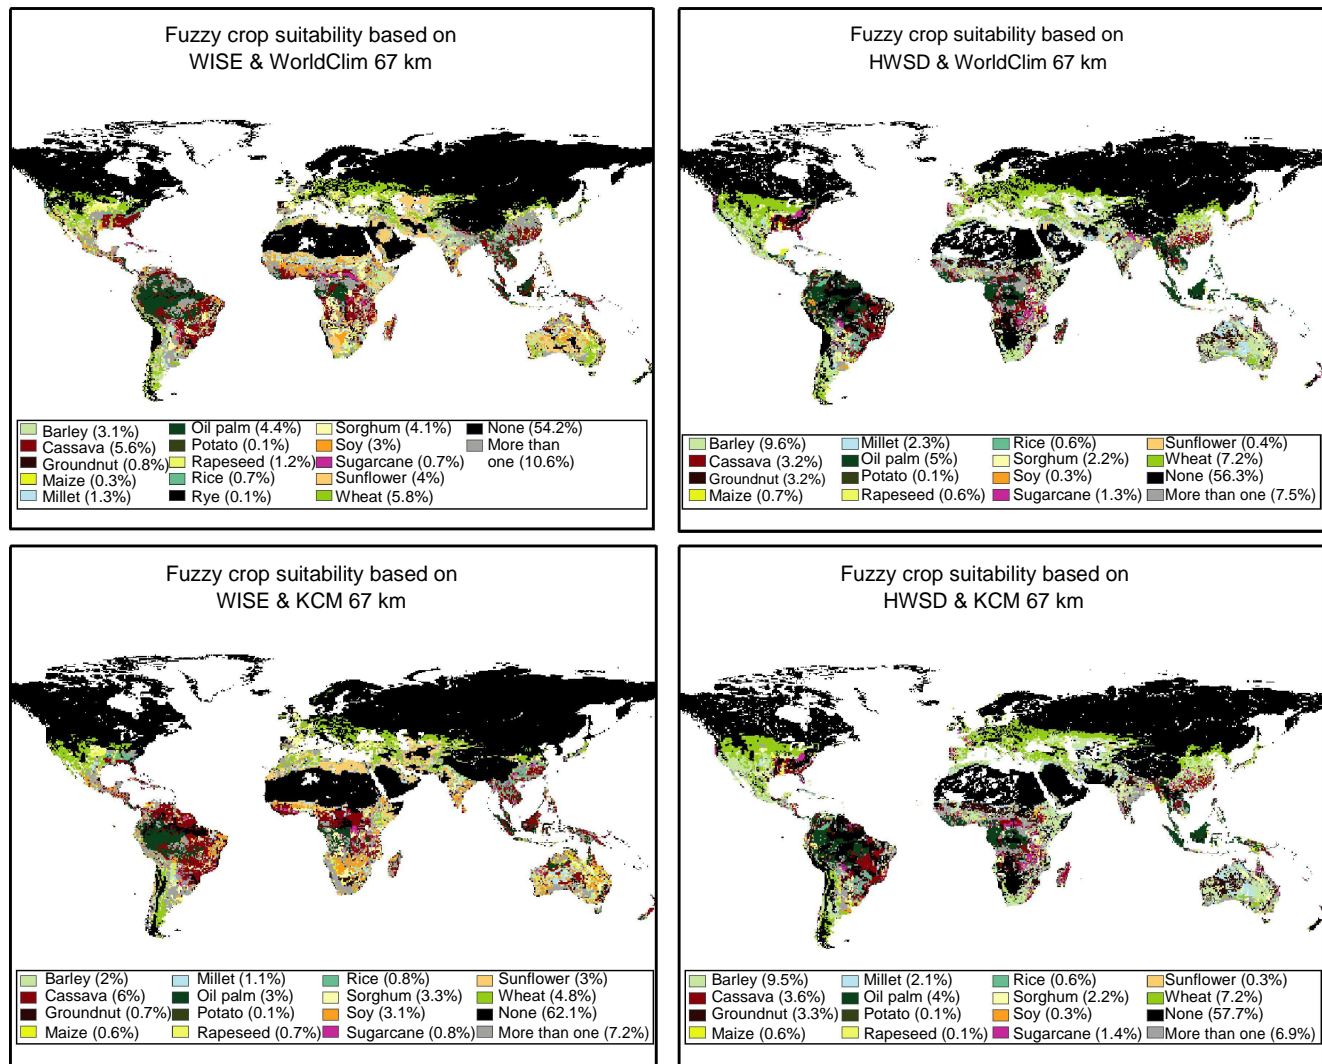 Fuzzy crop suitability based on
WISE & WorldClim 67 km
Barley (3.1%)
Cassava (5.6%)
Groundnut (0.8%)
Maize (0.3%)
Millet (1.3%)
Oil palm (4.4%)
Potato (0.1%)
Rapeseed (1.2%)
Rice (0.7%)
Rye (0.1%)
Sorghum (4.1%)
Soy (3%)
Sugarcane (0.7%)
Sunflower (4%)
Wheat (5.8%)
None (54.2%)
More than
one (10.6%)
Fuzzy crop suitability based on
HWSD & WorldClim 67 km
Barley (9.6%)
Cassava (3.2%)
Groundnut (3.2%)
Maize (0.7%)
Millet (2.3%)
Oil palm (5%)
Potato (0.1%)
Rapeseed (0.6%)
Rice (0.6%)
Sorghum (2.2%)
Soy (0.3%)
Sugarcane (1.3%)
Sunflower (0.4%)
Wheat (7.2%)
None (56.3%)
More than one (7.5%)
Fuzzy crop suitability based on
WISE & KCM 67 km
Barley (2%)
Cassava (6%)
Groundnut (0.7%)
Maize (0.6%)
Millet (1.1%)
Oil palm (3%)
Potato (0.1%)
Rapeseed (0.7%)
Rice (0.8%)
Sorghum (3.3%)
Soy (3.1%)
Sugarcane (0.8%)
Sunflower (3%)
Wheat (4.8%)
None (62.1%)
More than one (7.2%)
Fuzzy crop suitability based on
HWSD & KCM 67 km
Barley (9.5%)
Cassava (3.6%)
Groundnut (3.3%)
Maize (0.6%)
Millet (2.1%)
Oil palm (4%)
Potato (0.1%)
Rapeseed (0.1%)
Rice (0.6%)
Sorghum (2.2%)
Soy (0.3%)
Sugarcane (1.4%)
Sunflower (0.3%)
Wheat (7.2%)
None (57.7%)
More than one (6.9%)